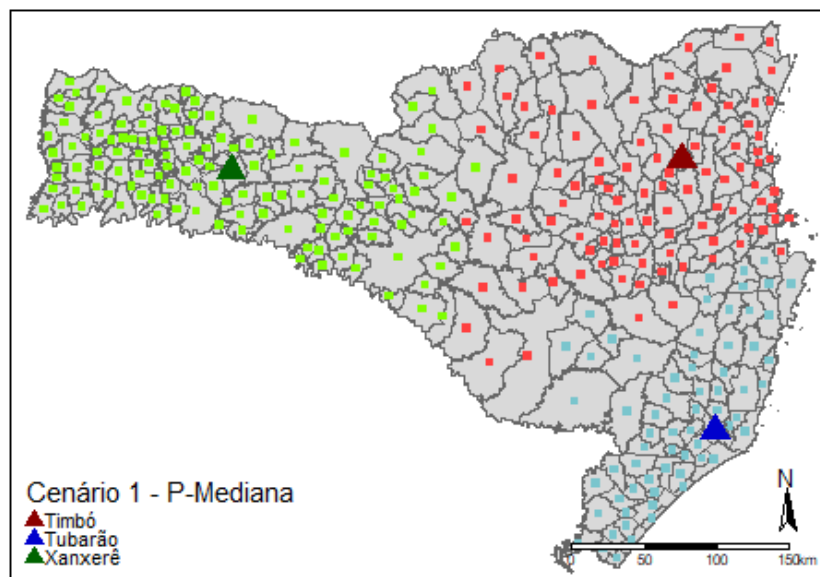 Cenário 1 - P-Mediana
Timbó
Tubarão
Xanxerê
N
0 50 100 150km